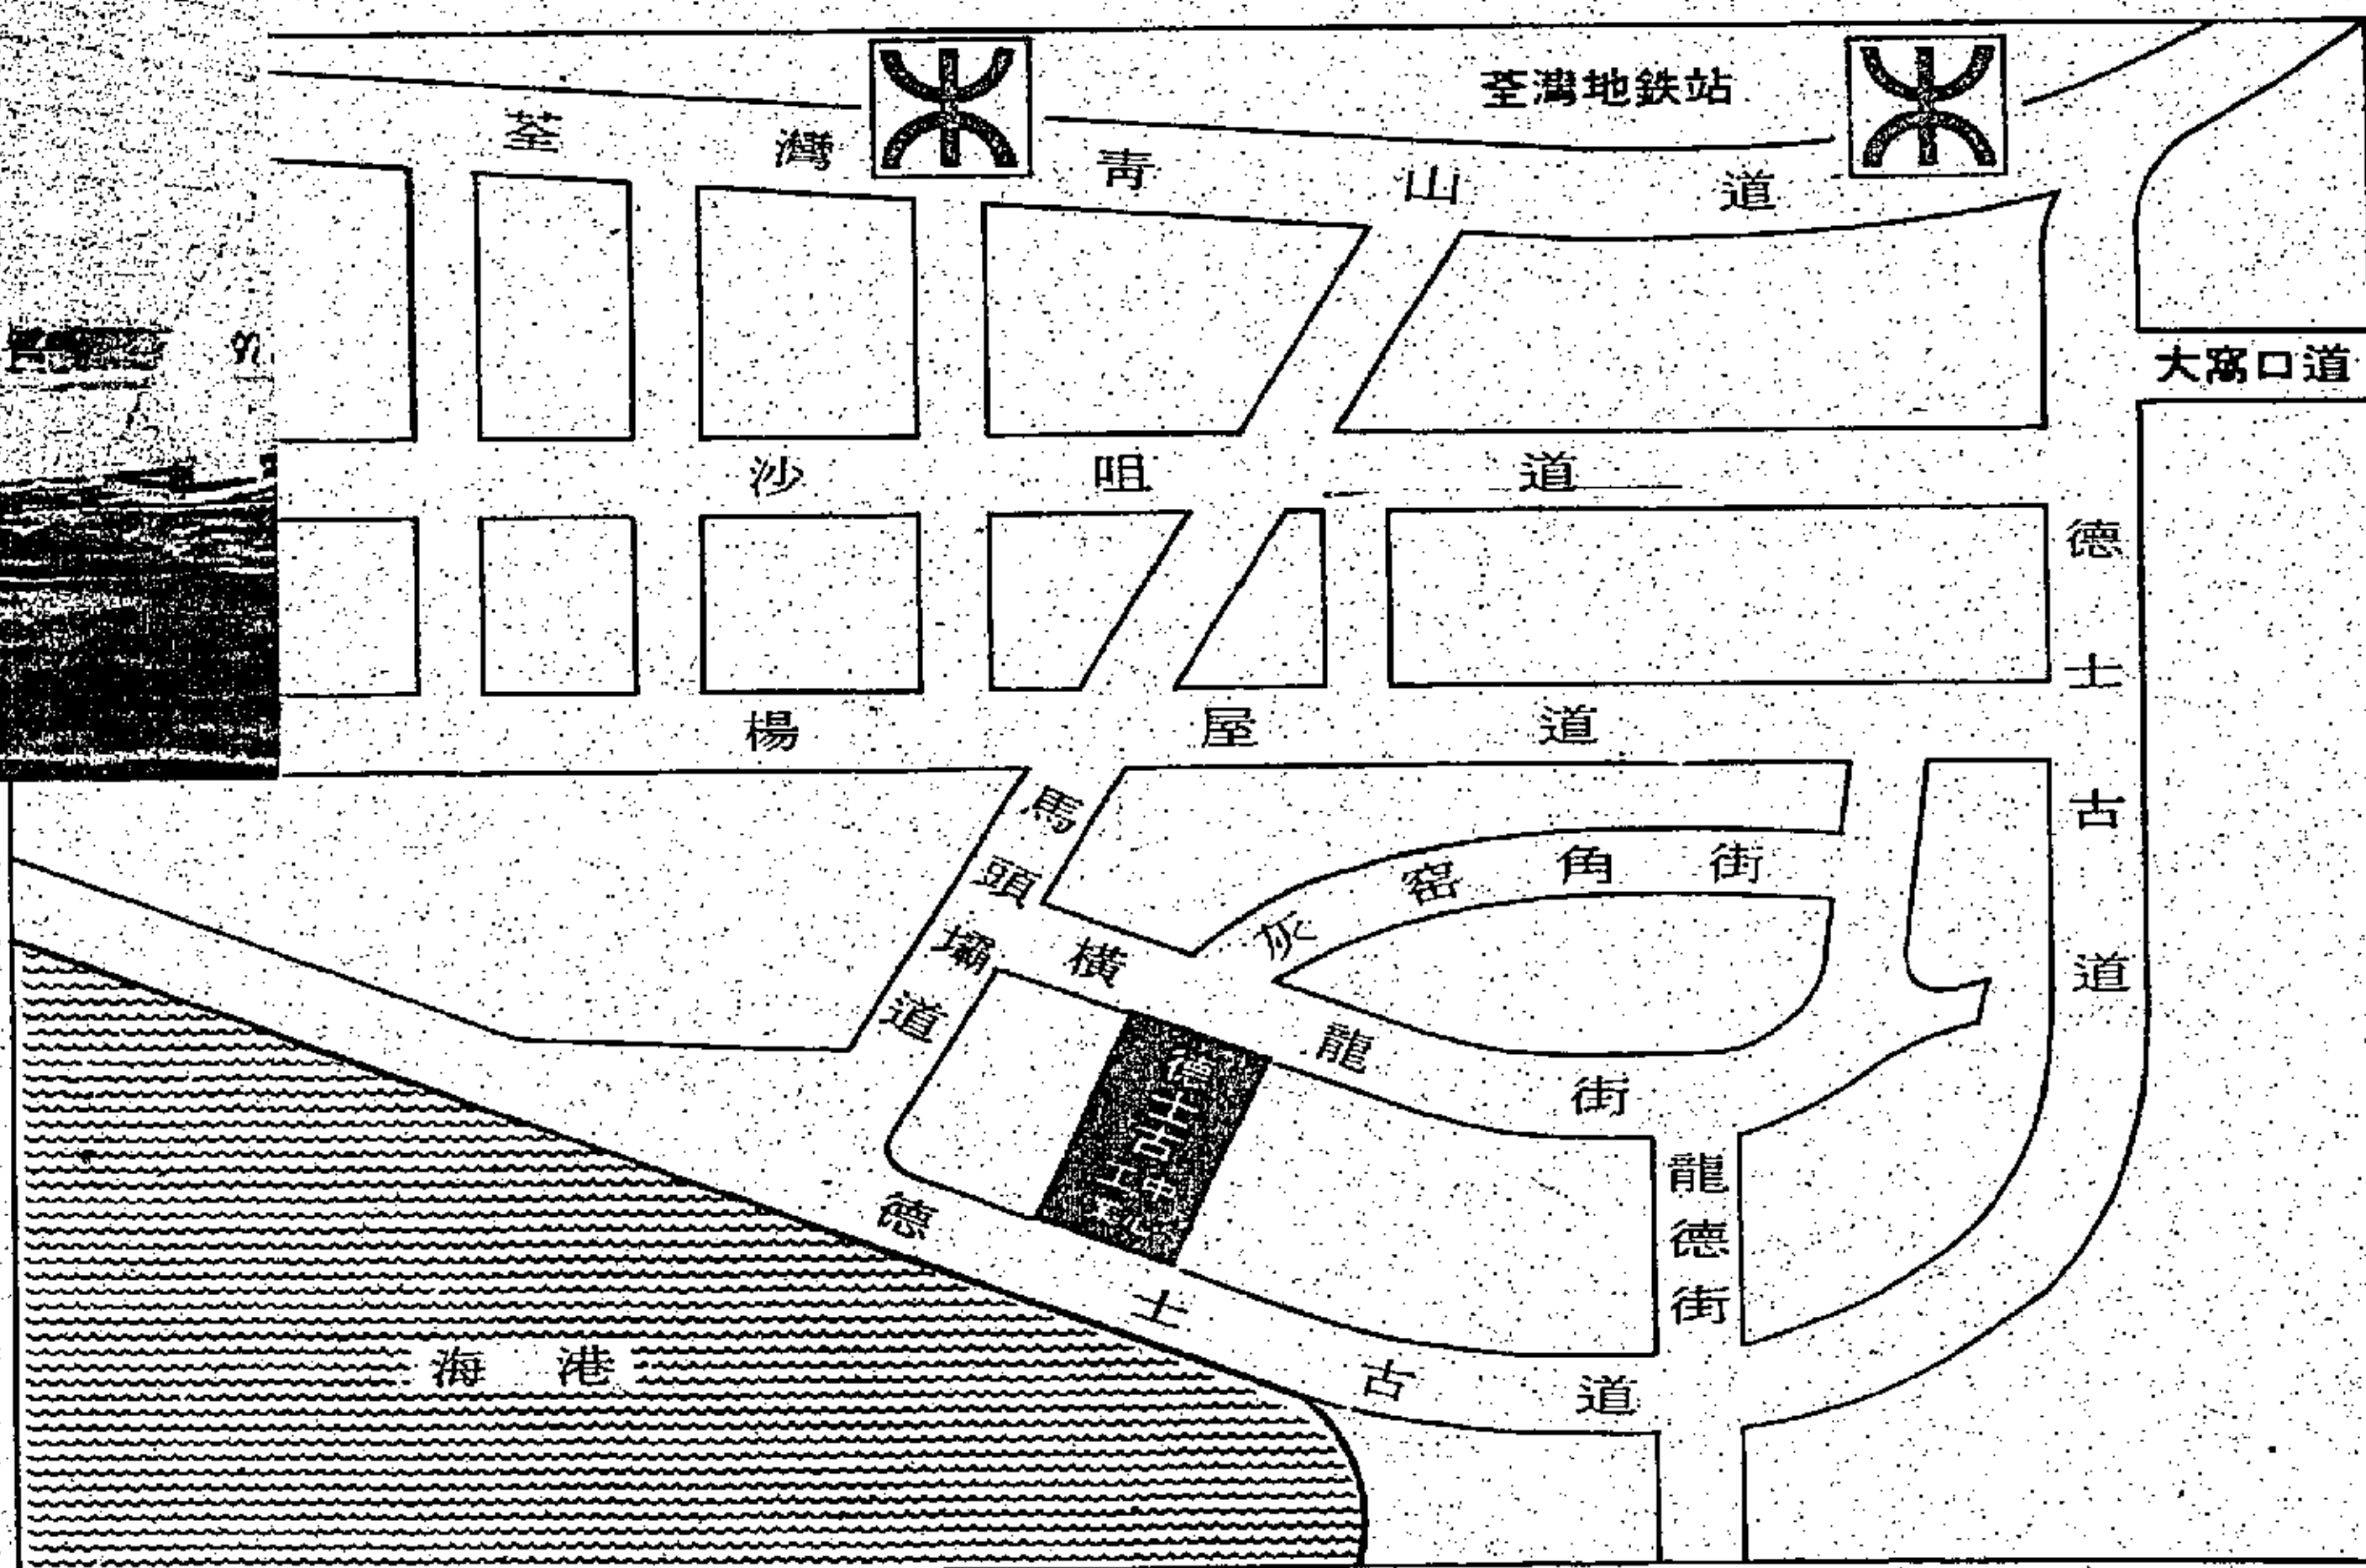 荃灣地鉄站
荃灣青山道
大窩口道
沙咀道
德士古道
楊屋道
馬頭壩道
灰窰角街
橫龍街
龍德街
德士古道
海港